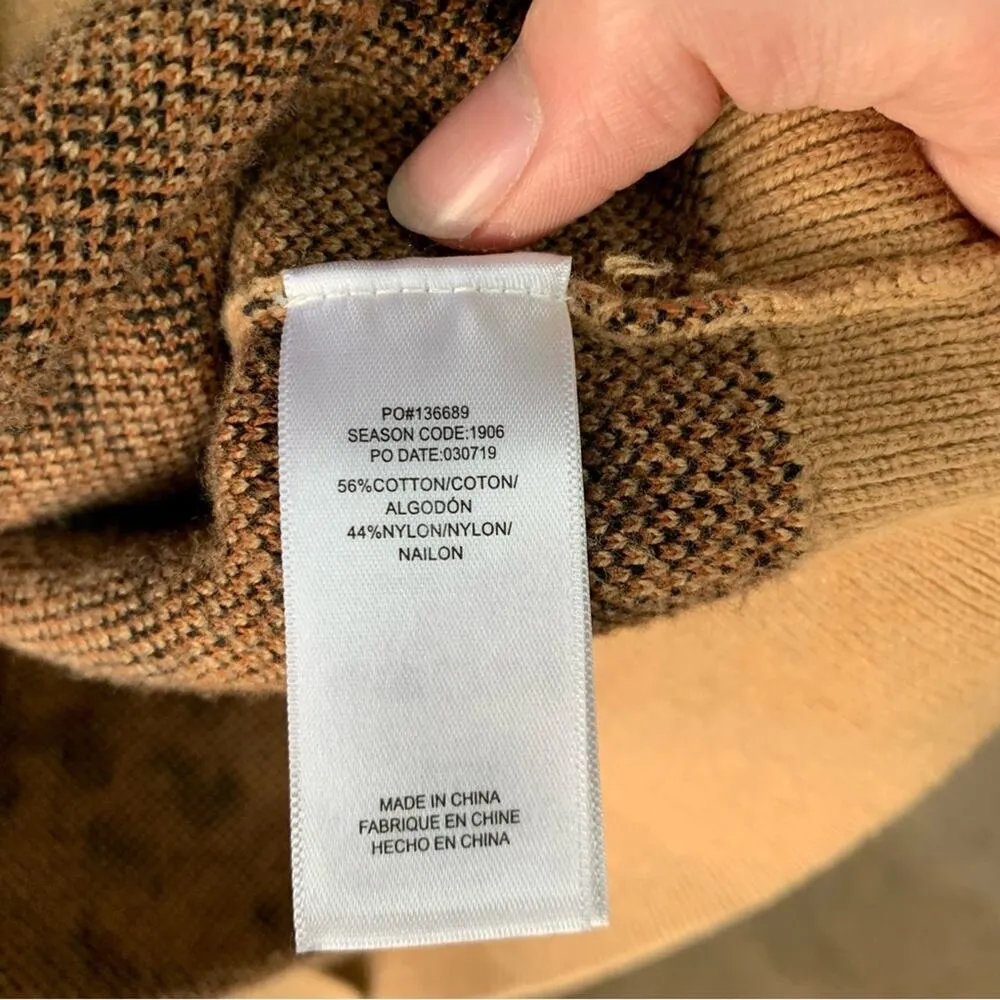 PO#136689
SEASON CODE:1906
PO DATE:030719
56%COTTON/COTON/
ALGODÓN
44%NYLON/NYLON/
NAILON
MADE IN CHINA
FABRIQUE EN CHINE
HECHO EN CHINA